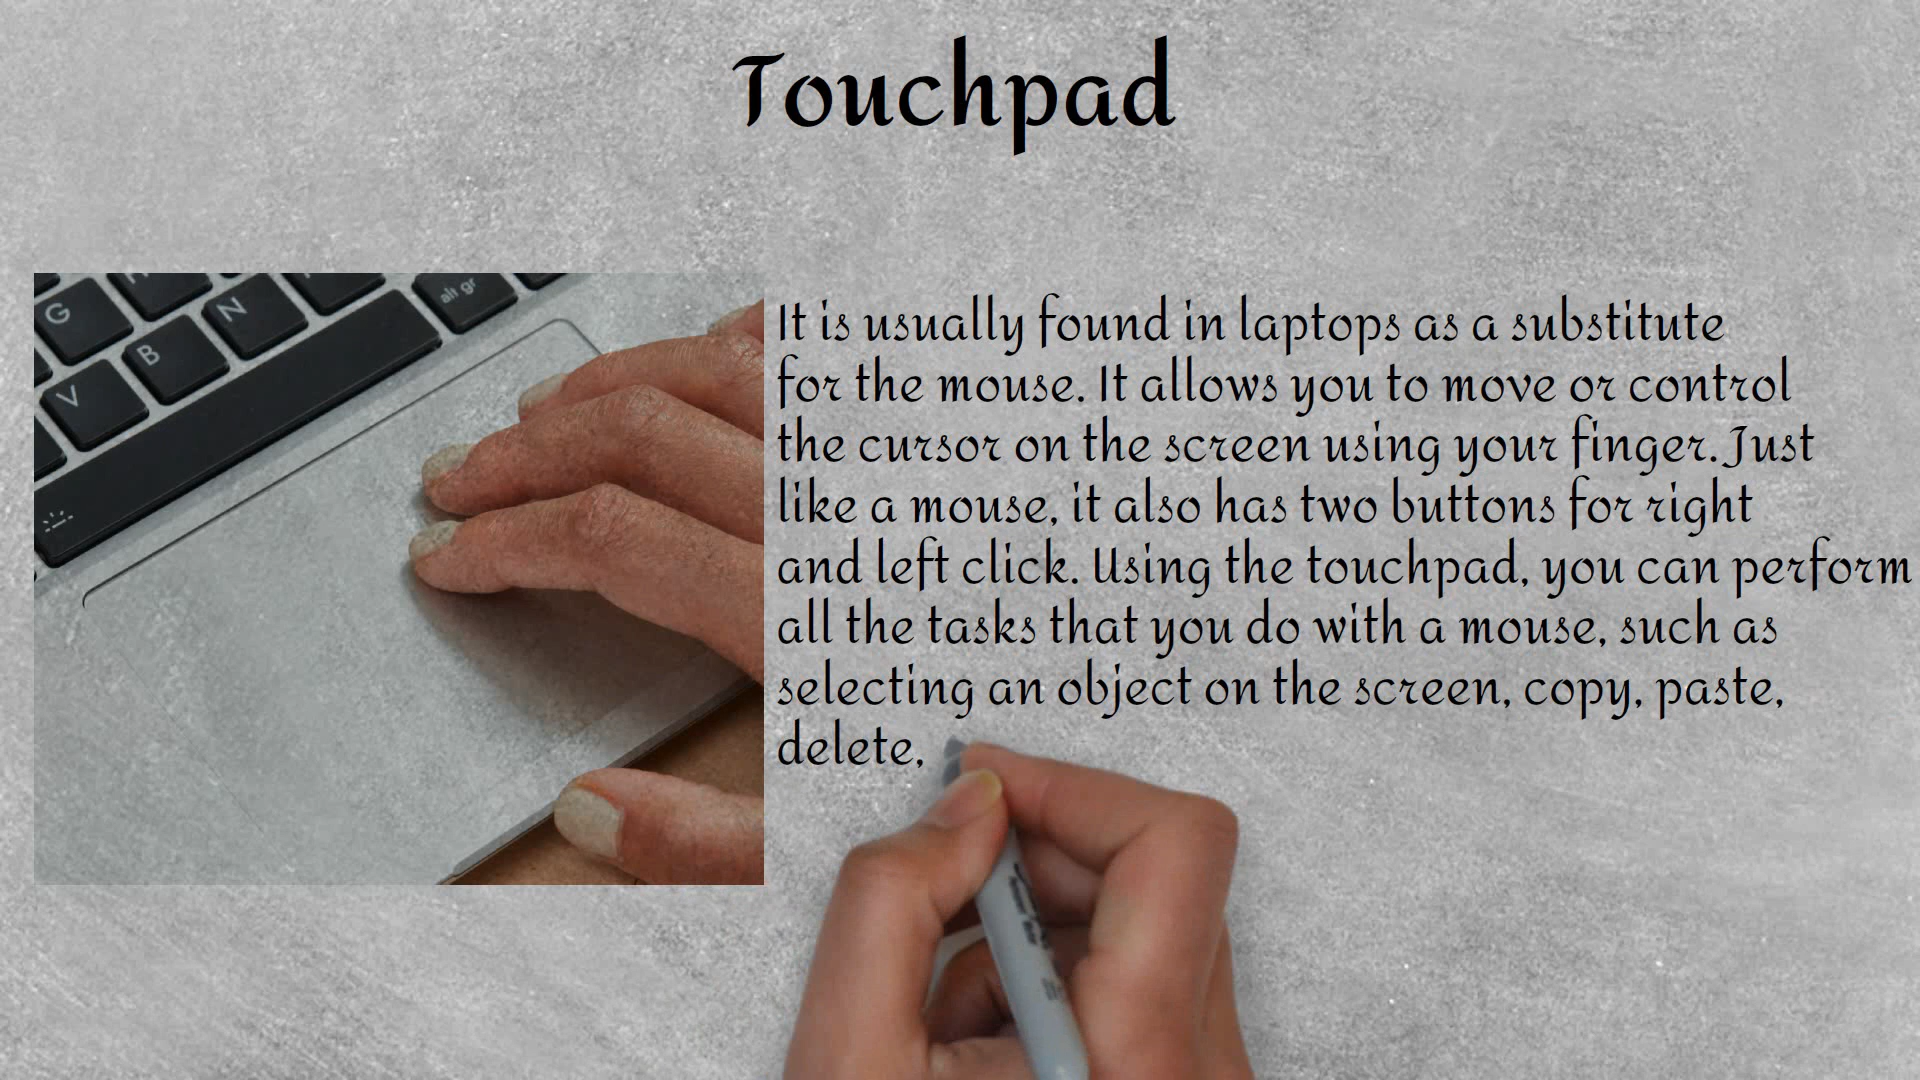 Touchpad
G
N
alt gr
B
V
It is usually found in laptops as a substitute
for the mouse. It allows you to move or control
the cursor on the screen using your finger.Just
like a mouse, it also has two buttons for right
and left click. Using the touchpad, you can perform
all the tasks that you do with a mouse, such as
selecting an object on the screen, copy, paste,
delete,